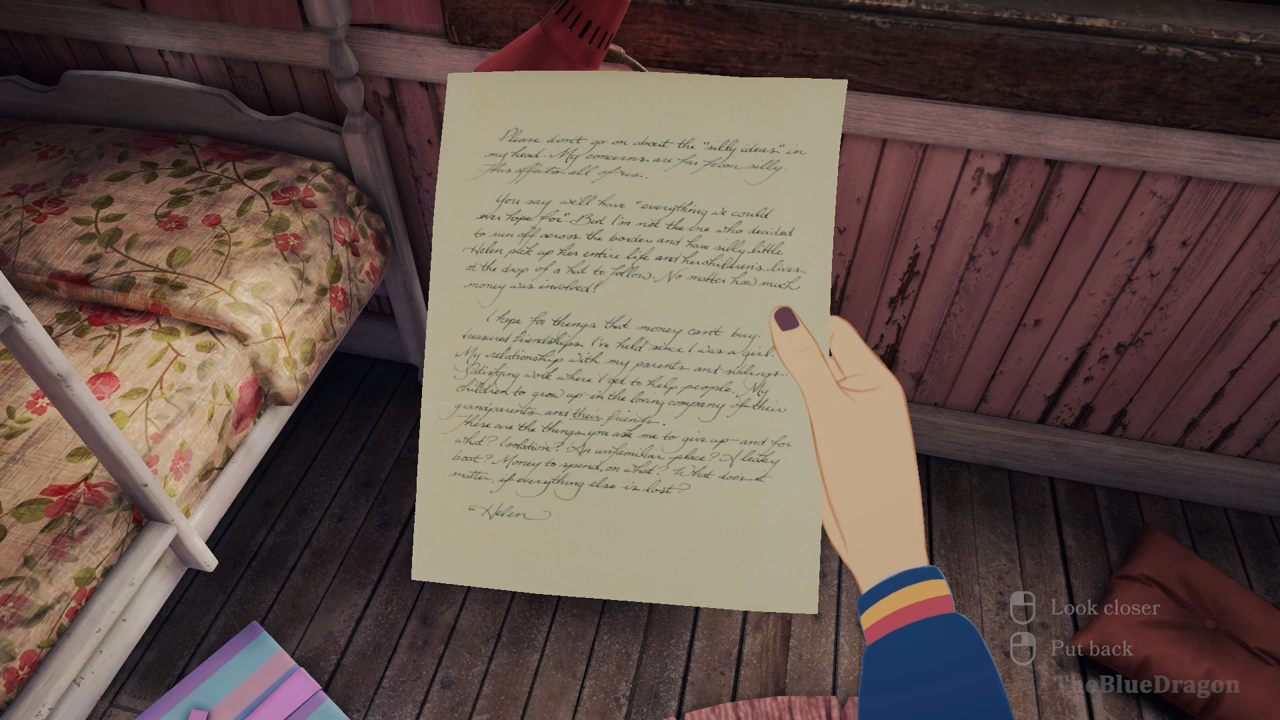 Please don't go on about the "silly ideas" in
my head. My concerns are far from silly.
This affects all of us.
You say we'll have "everything we could
ever hope for". But I'm not the one who decided
to run off across the border and have silly little
Helen pick up her entire life and her children's lives
at the drop of a hat to follow. No matter how much
money was involved!
I hope for things that money can't buy:
treasured friendships I've held since I was a girl.
My relationship with my parents and siblings.
Satisfying work where I get to help people. My
children to grow up in the loving company of their
grandparents and their friends.
These are the things you ask me to give up—and for
what? Isolation? An unfamiliar place? A leaky
boat? Money to spend on what? What does it
matter, if everything else is lost?
-Helen
Look closer
Put back
TheBlueDragon